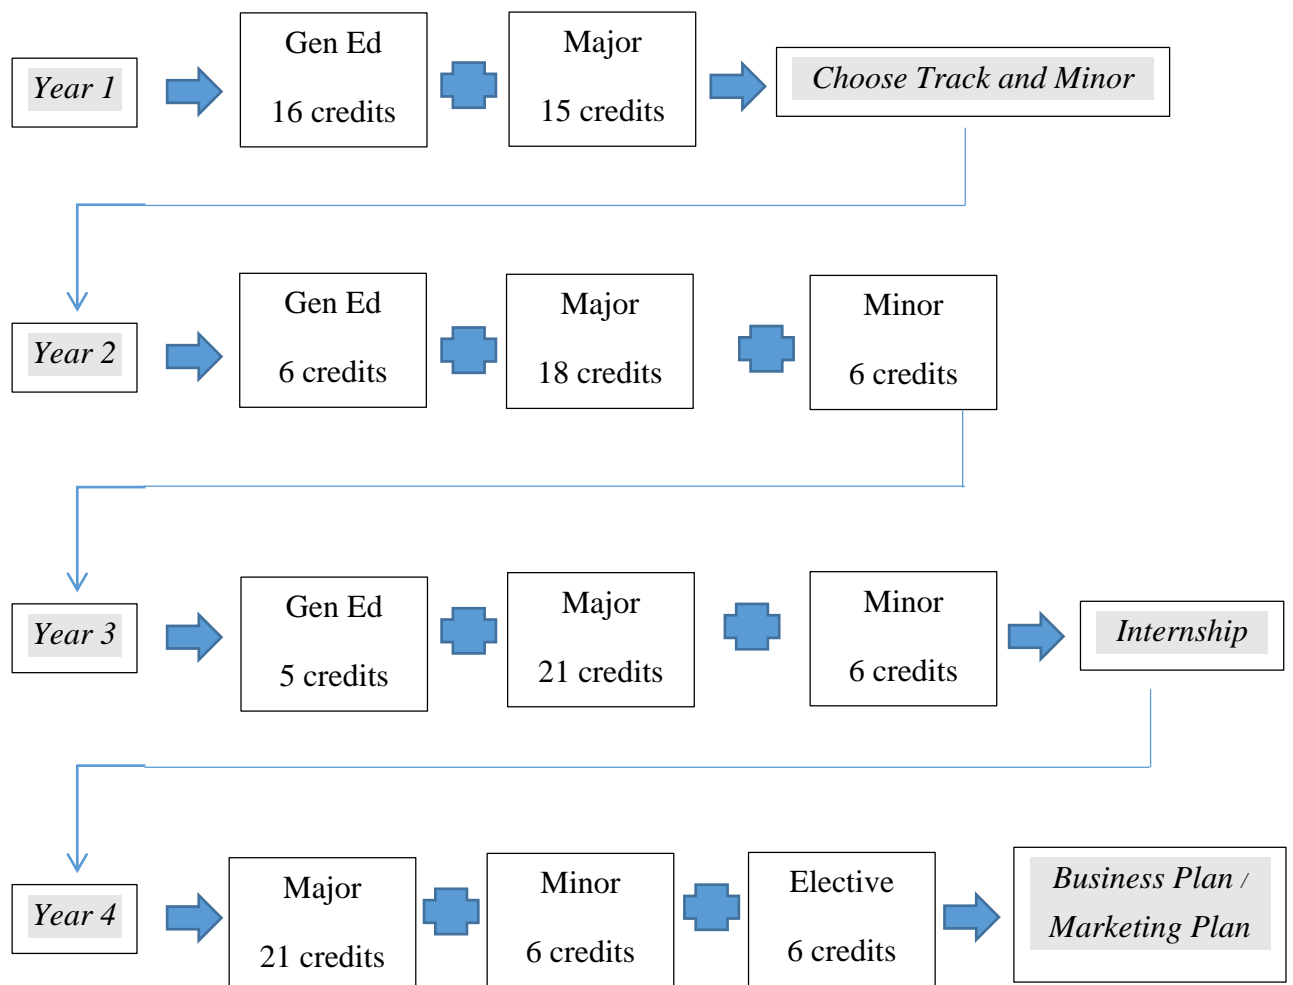 Year 1
Gen Ed
16 credits
Major
15 credits
Choose Track and Minor
Year 2
Gen Ed
6 credits
Major
18 credits
Minor
6 credits
Year 3
Gen Ed
5 credits
Major
21 credits
Minor
6 credits
Internship
Year 4
Major
21 credits
Minor
6 credits
Elective
6 credits
Business Plan /
Marketing Plan